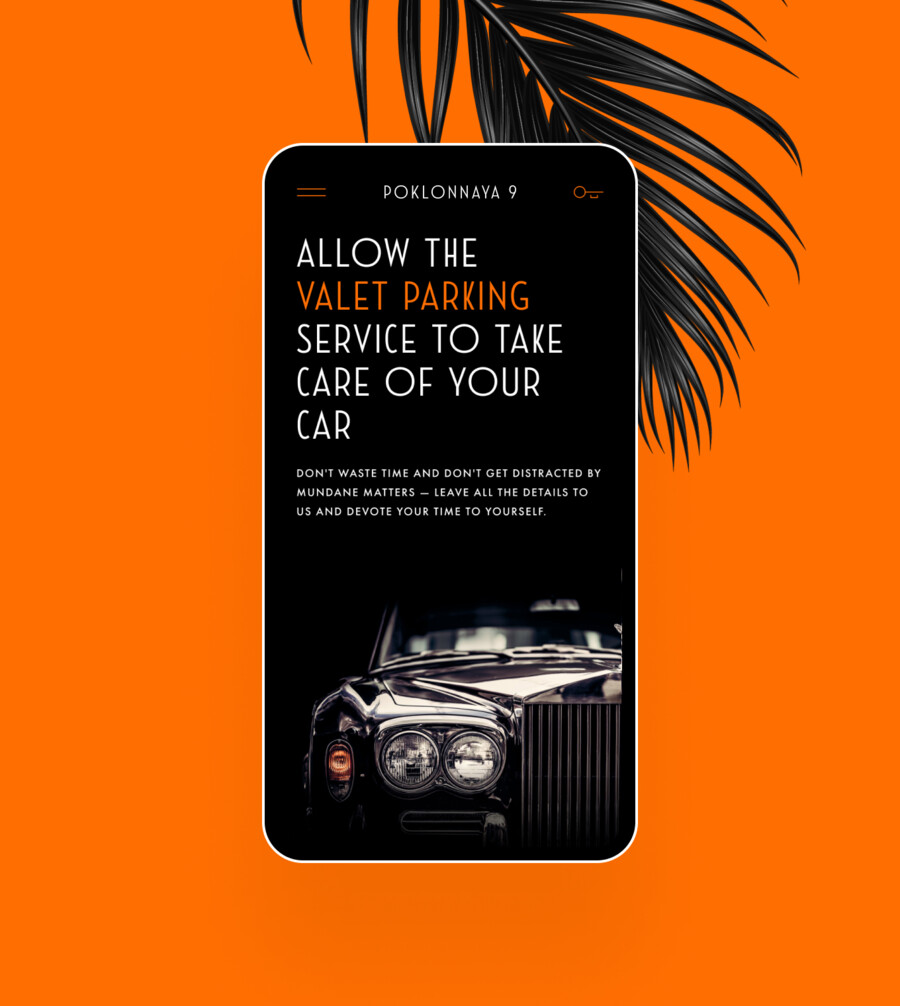 POKLONNAYA 9
ALLOW THE
VALET PARKING
SERVICE TO TAKE
CARE OF YOUR
CAR
DON'T WASTE TIME AND DON'T GET DISTRACTED BY
MUNDANE MATTERS — LEAVE ALL THE DETAILS TO
US AND DEVOTE YOUR TIME TO YOURSELF.